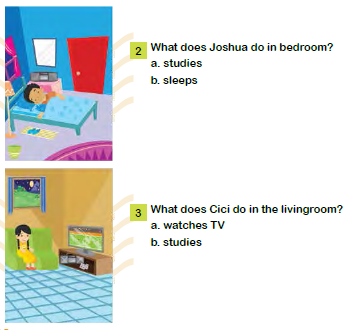 2 What does Joshua do in bedroom?
a. studies
b. sleeps
3 What does Cici do in the livingroom?
a. watches TV
b. studies